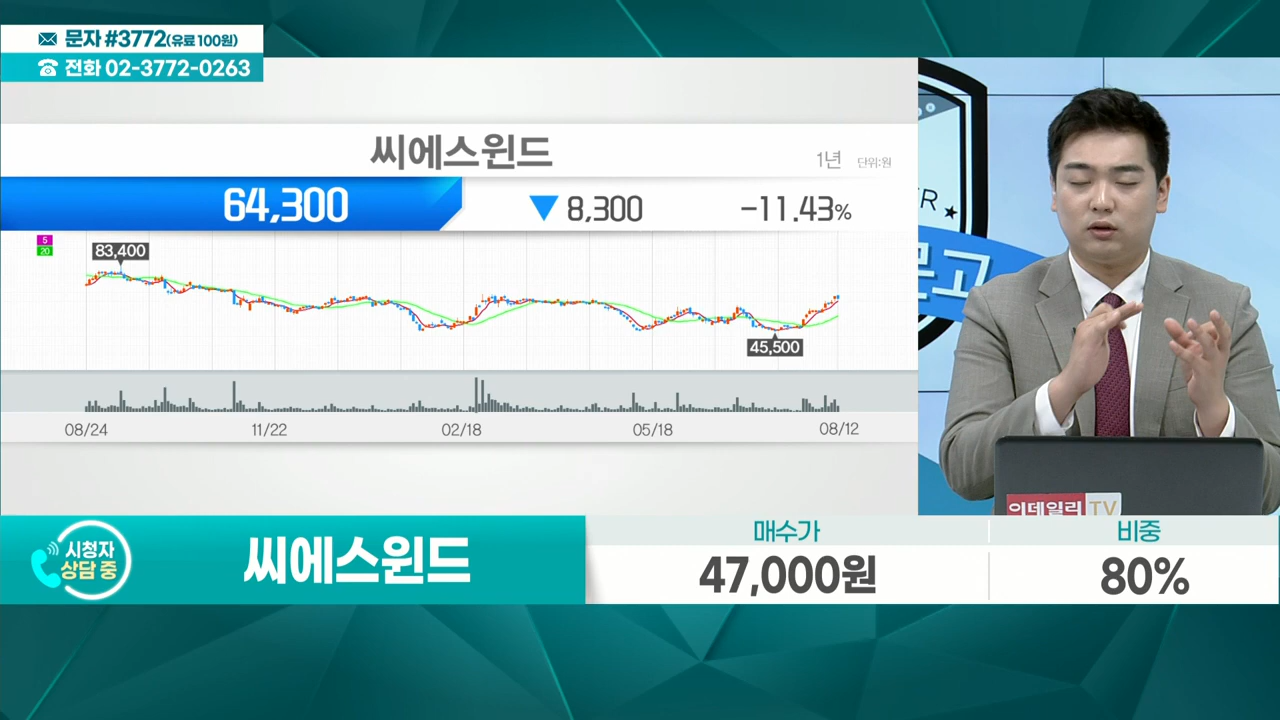 문자 #3772(유료 100원)
전화 02-3772-0263
씨에스윈드
1년 단위:원
64,300 ▼ 8,300 -11.43%
5
20
83,400
45,500
08/24 11/22 02/18 05/18 08/12
R★
문고
이데일리 TV
시청자
상담 중
씨에스윈드
매수가 비중
47,000원 80%